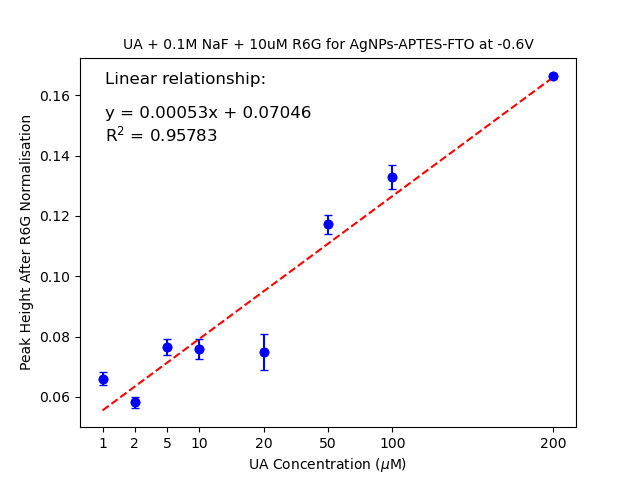 UA + 0.1M NaF + 10uM R6G for AgNPs-APTES-FTO at -0.6V
Linear relationship:
y = 0.00053x + 0.07046
R² = 0.95783
Peak Height After R6G Normalisation
0.16
0.14
0.12
0.10
0.08
0.06
1 2 5 10 20 50 100 200
UA Concentration (μM)